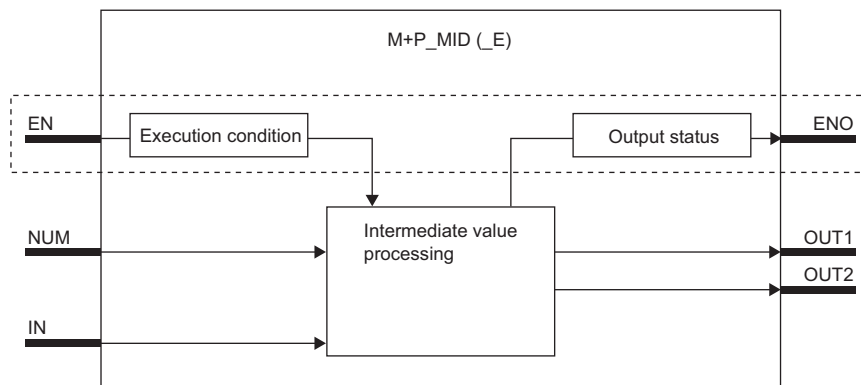 M+P_MID (_E)
EN
Execution condition
Output status
ENO
NUM
Intermediate value
processing
OUT1
OUT2
IN